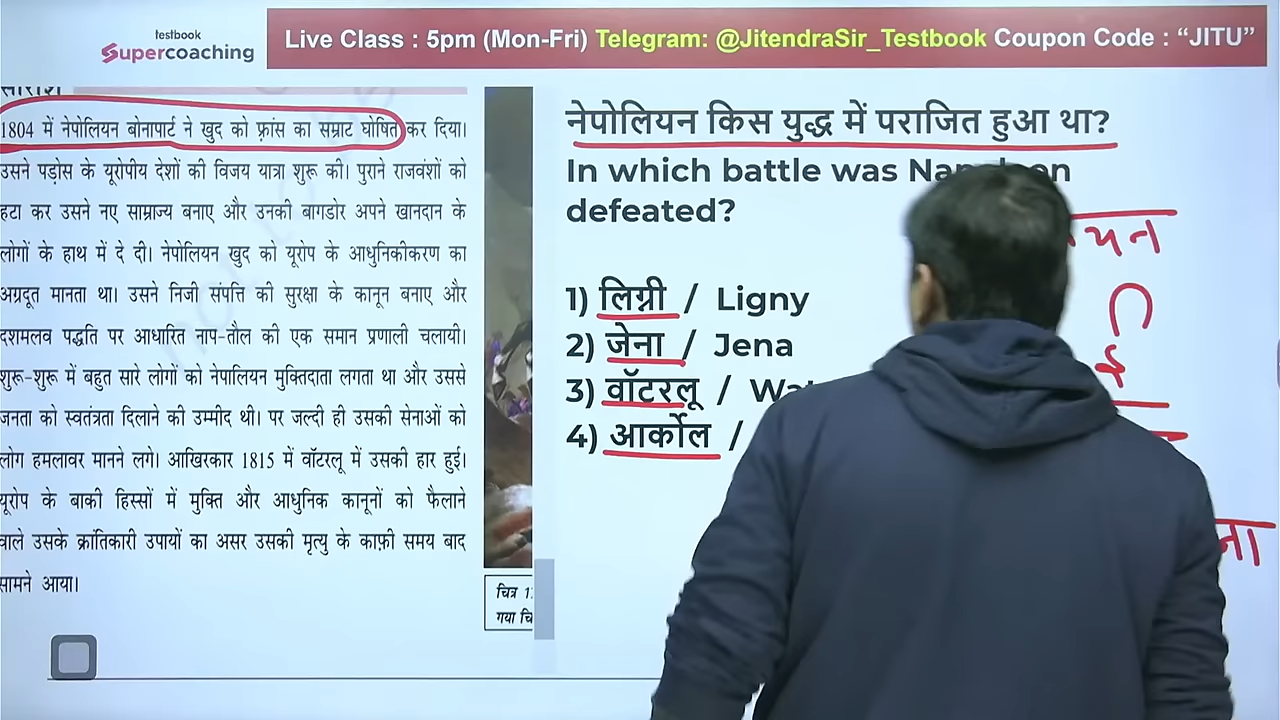 testbook
Supercoaching
Live Class : 5pm (Mon-Fri) Telegram: @JitendraSir_Testbook Coupon Code : “JITU”
सारांश
1804 में नेपोलियन बोनापार्ट ने खुद को फ़्रांस का सम्राट घोषित कर दिया।
उसने पड़ोस के यूरोपीय देशों की विजय यात्रा शुरू की। पुराने राजवंशों को
हटा कर उसने नए साम्राज्य बनाए और उनकी बागडोर अपने खानदान के
लोगों के हाथ में दे दी। नेपोलियन खुद को यूरोप के आधुनिकीकरण का
अग्रदूत मानता था। उसने निजी संपत्ति की सुरक्षा के कानून बनाए और
दशमलव पद्धति पर आधारित नाप-तौल की एक समान प्रणाली चलायी।
शुरू-शुरू में बहुत सारे लोगों को नेपालियन मुक्तिदाता लगता था और उससे
जनता को स्वतंत्रता दिलाने की उम्मीद थी। पर जल्दी ही उसकी सेनाओं को
लोग हमलावर मानने लगे। आखिरकार 1815 में वॉटरलू में उसकी हार हुई।
यूरोप के बाकी हिस्सों में मुक्ति और आधुनिक कानूनों को फैलाने
वाले उसके क्रांतिकारी उपायों का असर उसकी मृत्यु के काफ़ी समय बाद
सामने आया।
चित्र 1
गया चि
नेपोलियन किस युद्ध में पराजित हुआ था?
In which battle was on
defeated?
1) लिग्री / Ligny
2) जेना / Jena
3) वॉटरलू /
4) आर्कोल /